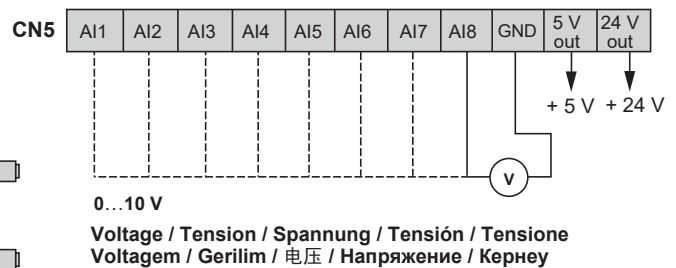 CN5 AI1 AI2 AI3 AI4 AI5 AI6 AI7 AI8 GND 5 V out 24 V out
+ 5 V + 24 V
V
0...10 V
Voltage / Tension / Spannung / Tensión / Tensione
Voltagem / Gerilim / 电压 / Напряжение / Кернеу